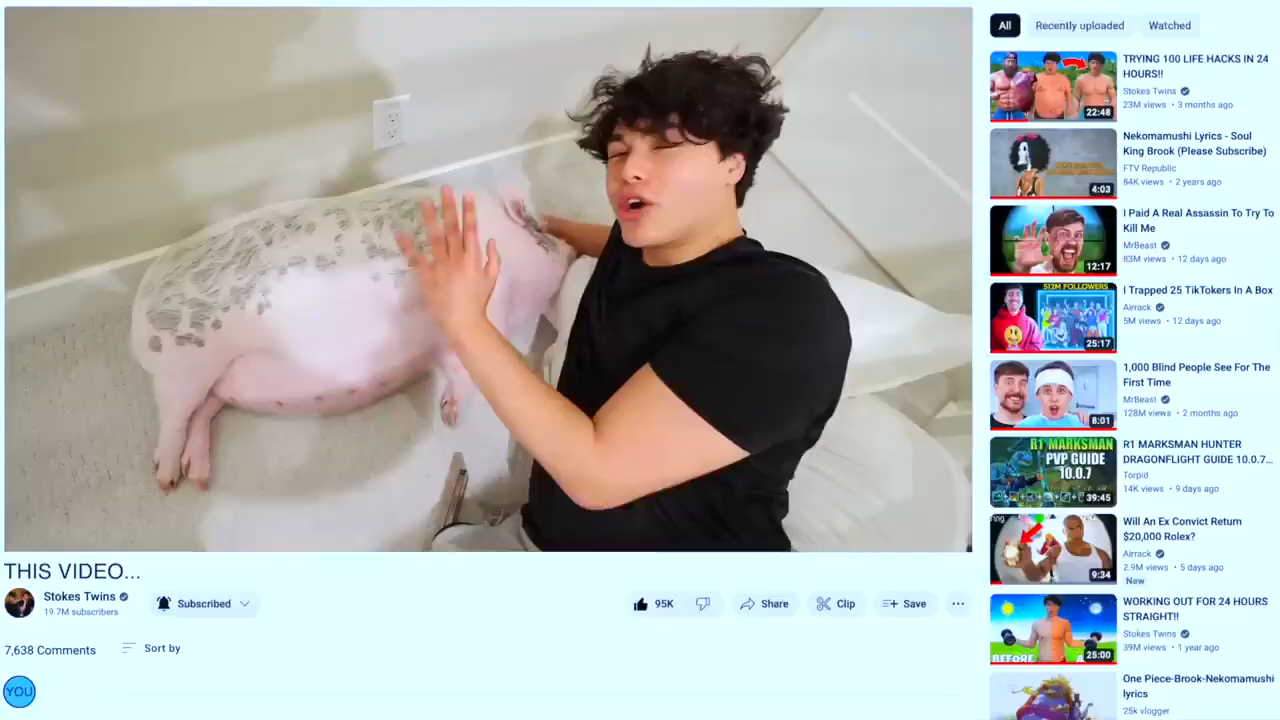 All
Recently uploaded
Watched
TRYING 100 LIFE HACKS IN 24
HOURS!!
Stokes Twins
23M views • 3 months ago
22:48
Nekomamushi Lyrics - Soul
King Brook (Please Subscribe)
FTV Republic
84K views • 2 years ago
4:03
I Paid A Real Assassin To Try To
Kill Me
MrBeast
83M views • 12 days ago
12:17
512M FOLLOWERS
I Trapped 25 TikTokers In A Box
Airrack
5M views • 12 days ago
25:17
1,000 Blind People See For The
First Time
MrBeast
128M views • 2 months ago
8:01
R1 MARKSMAN
PVP GUIDE
10.0.7
39:45
R1 MARKSMAN HUNTER
DRAGONFLIGHT GUIDE 10.0.7...
Torpid
14K views • 9 days ago
Will An Ex Convict Return
$20,000 Rolex?
Airrack
2.9M views • 5 days ago
New
9:34
WORKING OUT FOR 24 HOURS
STRAIGHT!!
Stokes Twins
39M views • 1 year ago
BEFORE
25:00
One Piece-Brook-Nekomamushi
lyrics
25k vlogger
THIS VIDEO...
Stokes Twins
19.7M subscribers
Subscribed
95K
Share
Clip
Save
7,638 Comments
Sort by
YOU